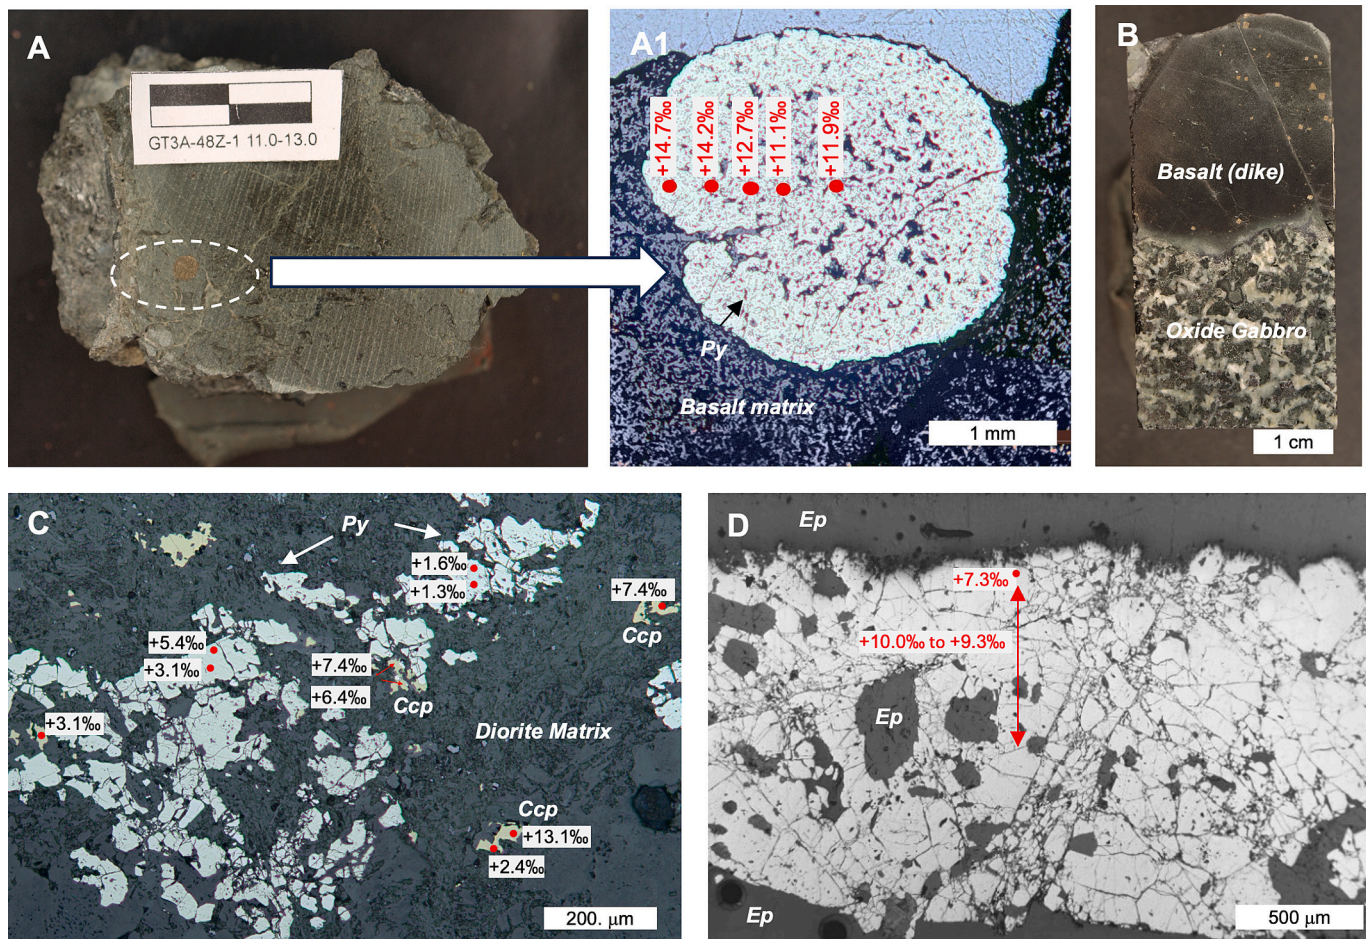 A
GT3A-48Z-1 11.0-13.0
A1
+14.7‰
+14.2‰
+12.7‰
+11.1‰
+11.9‰
Py
Basalt matrix
1 mm
B
Basalt (dike)
Oxide Gabbro
1 cm
C
Py
+1.6‰
+1.3‰
+7.4‰
Ccp
+5.4‰
+3.1‰
+7.4‰
+6.4‰
Ccp
+3.1‰
Diorite Matrix
Ccp
+13.1‰
+2.4‰
200. μm
D
Ep
+7.3‰
+10.0‰ to +9.3‰
Ep
Ep
500 μm